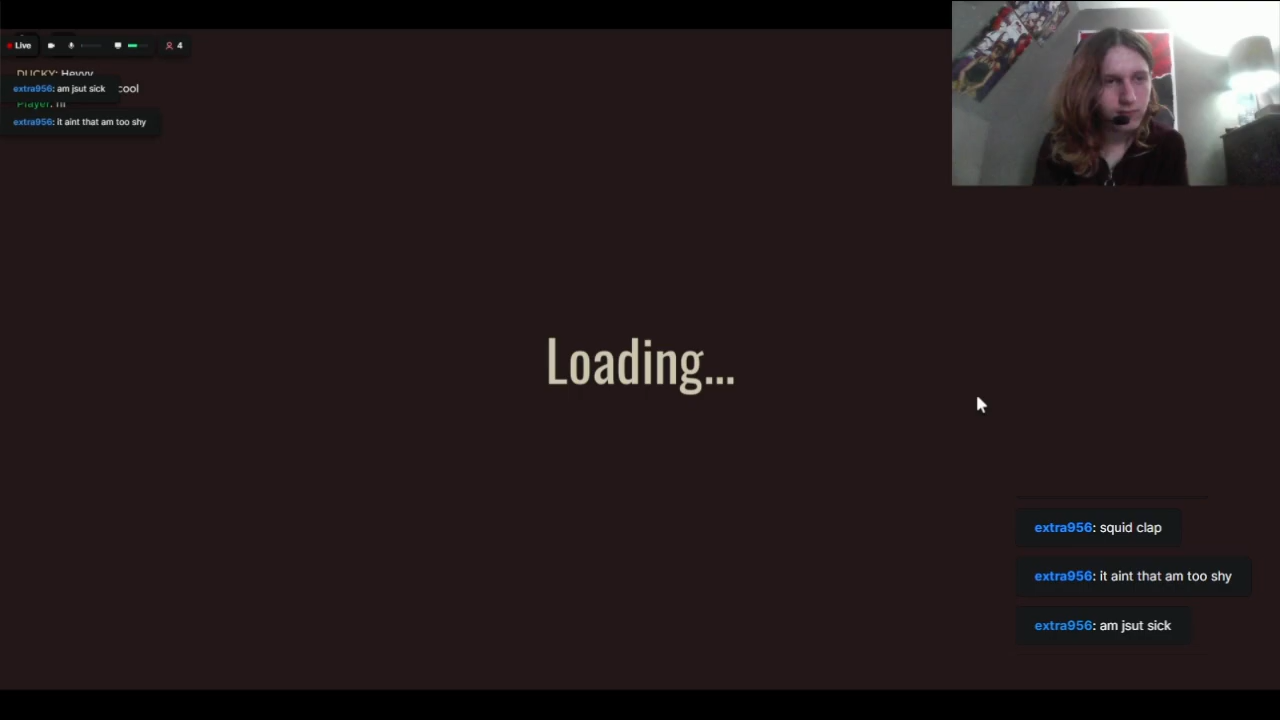 Live
4
DUCKY: Heyyy
extra956: am jsut sick
cool
Player: hi
extra956: it aint that am too shy
Loading...
extra956: squid clap
extra956: it aint that am too shy
extra956: am jsut sick